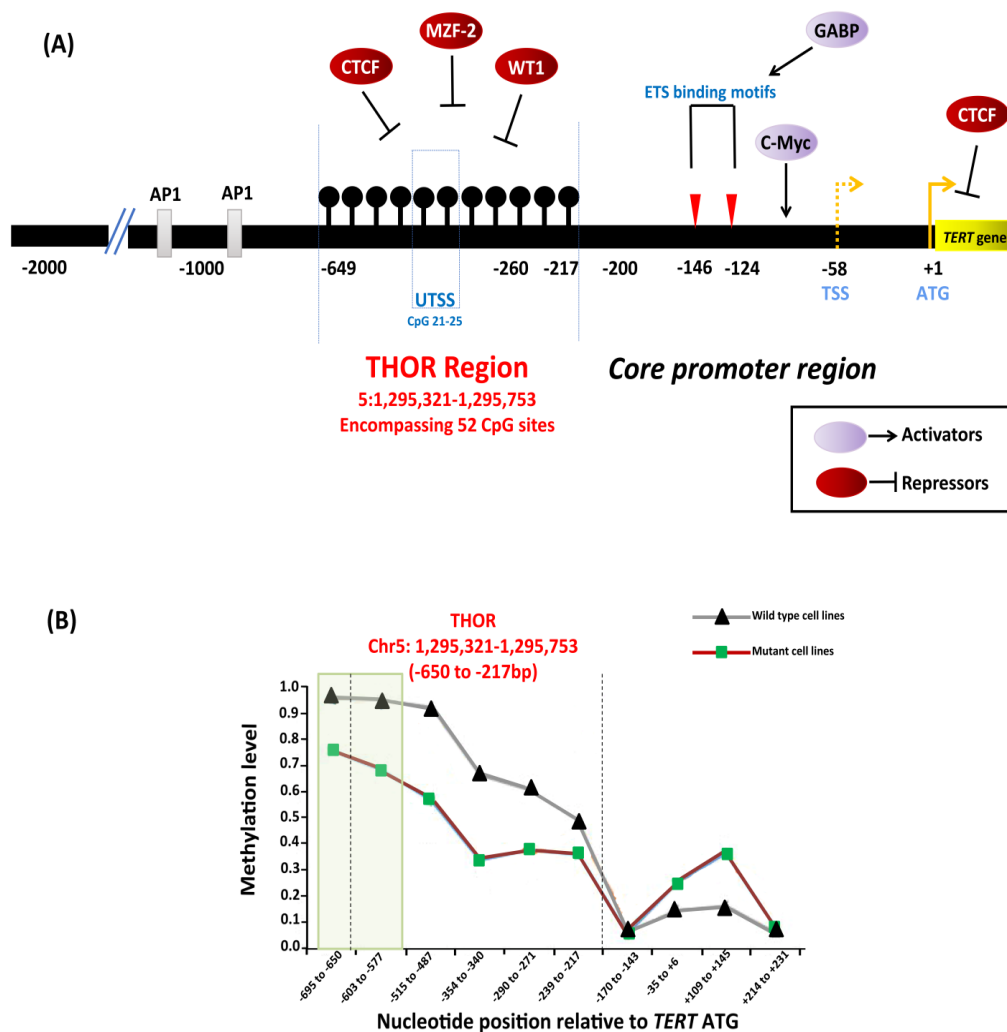 (A)
MZF-2
GABP
CTCF
WT1
ETS binding motifs
CTCF
C-Myc
AP1
AP1
TERT gene
-2000
-1000
-649
-260
-217
-200
-146
-124
-58
+1
UTSS
TSS
ATG
CpG 21-25
THOR Region
Core promoter region
5:1,295,321-1,295,753
Encompassing 52 CpG sites
Activators
Repressors
(B)
THOR
Chr5: 1,295,321-1,295,753
(-650 to -217bp)
Wild type cell lines
Mutant cell lines
Methylation level
1.0
0.9
0.8
0.7
0.6
0.5
0.4
0.3
0.2
0.1
0.0
-695 to -650
-603 to -577
-515 to -487
-354 to -340
-290 to -271
-239 to -217
-170 to -143
-35 to +6
+109 to +145
+214 to +231
Nucleotide position relative to TERT ATG